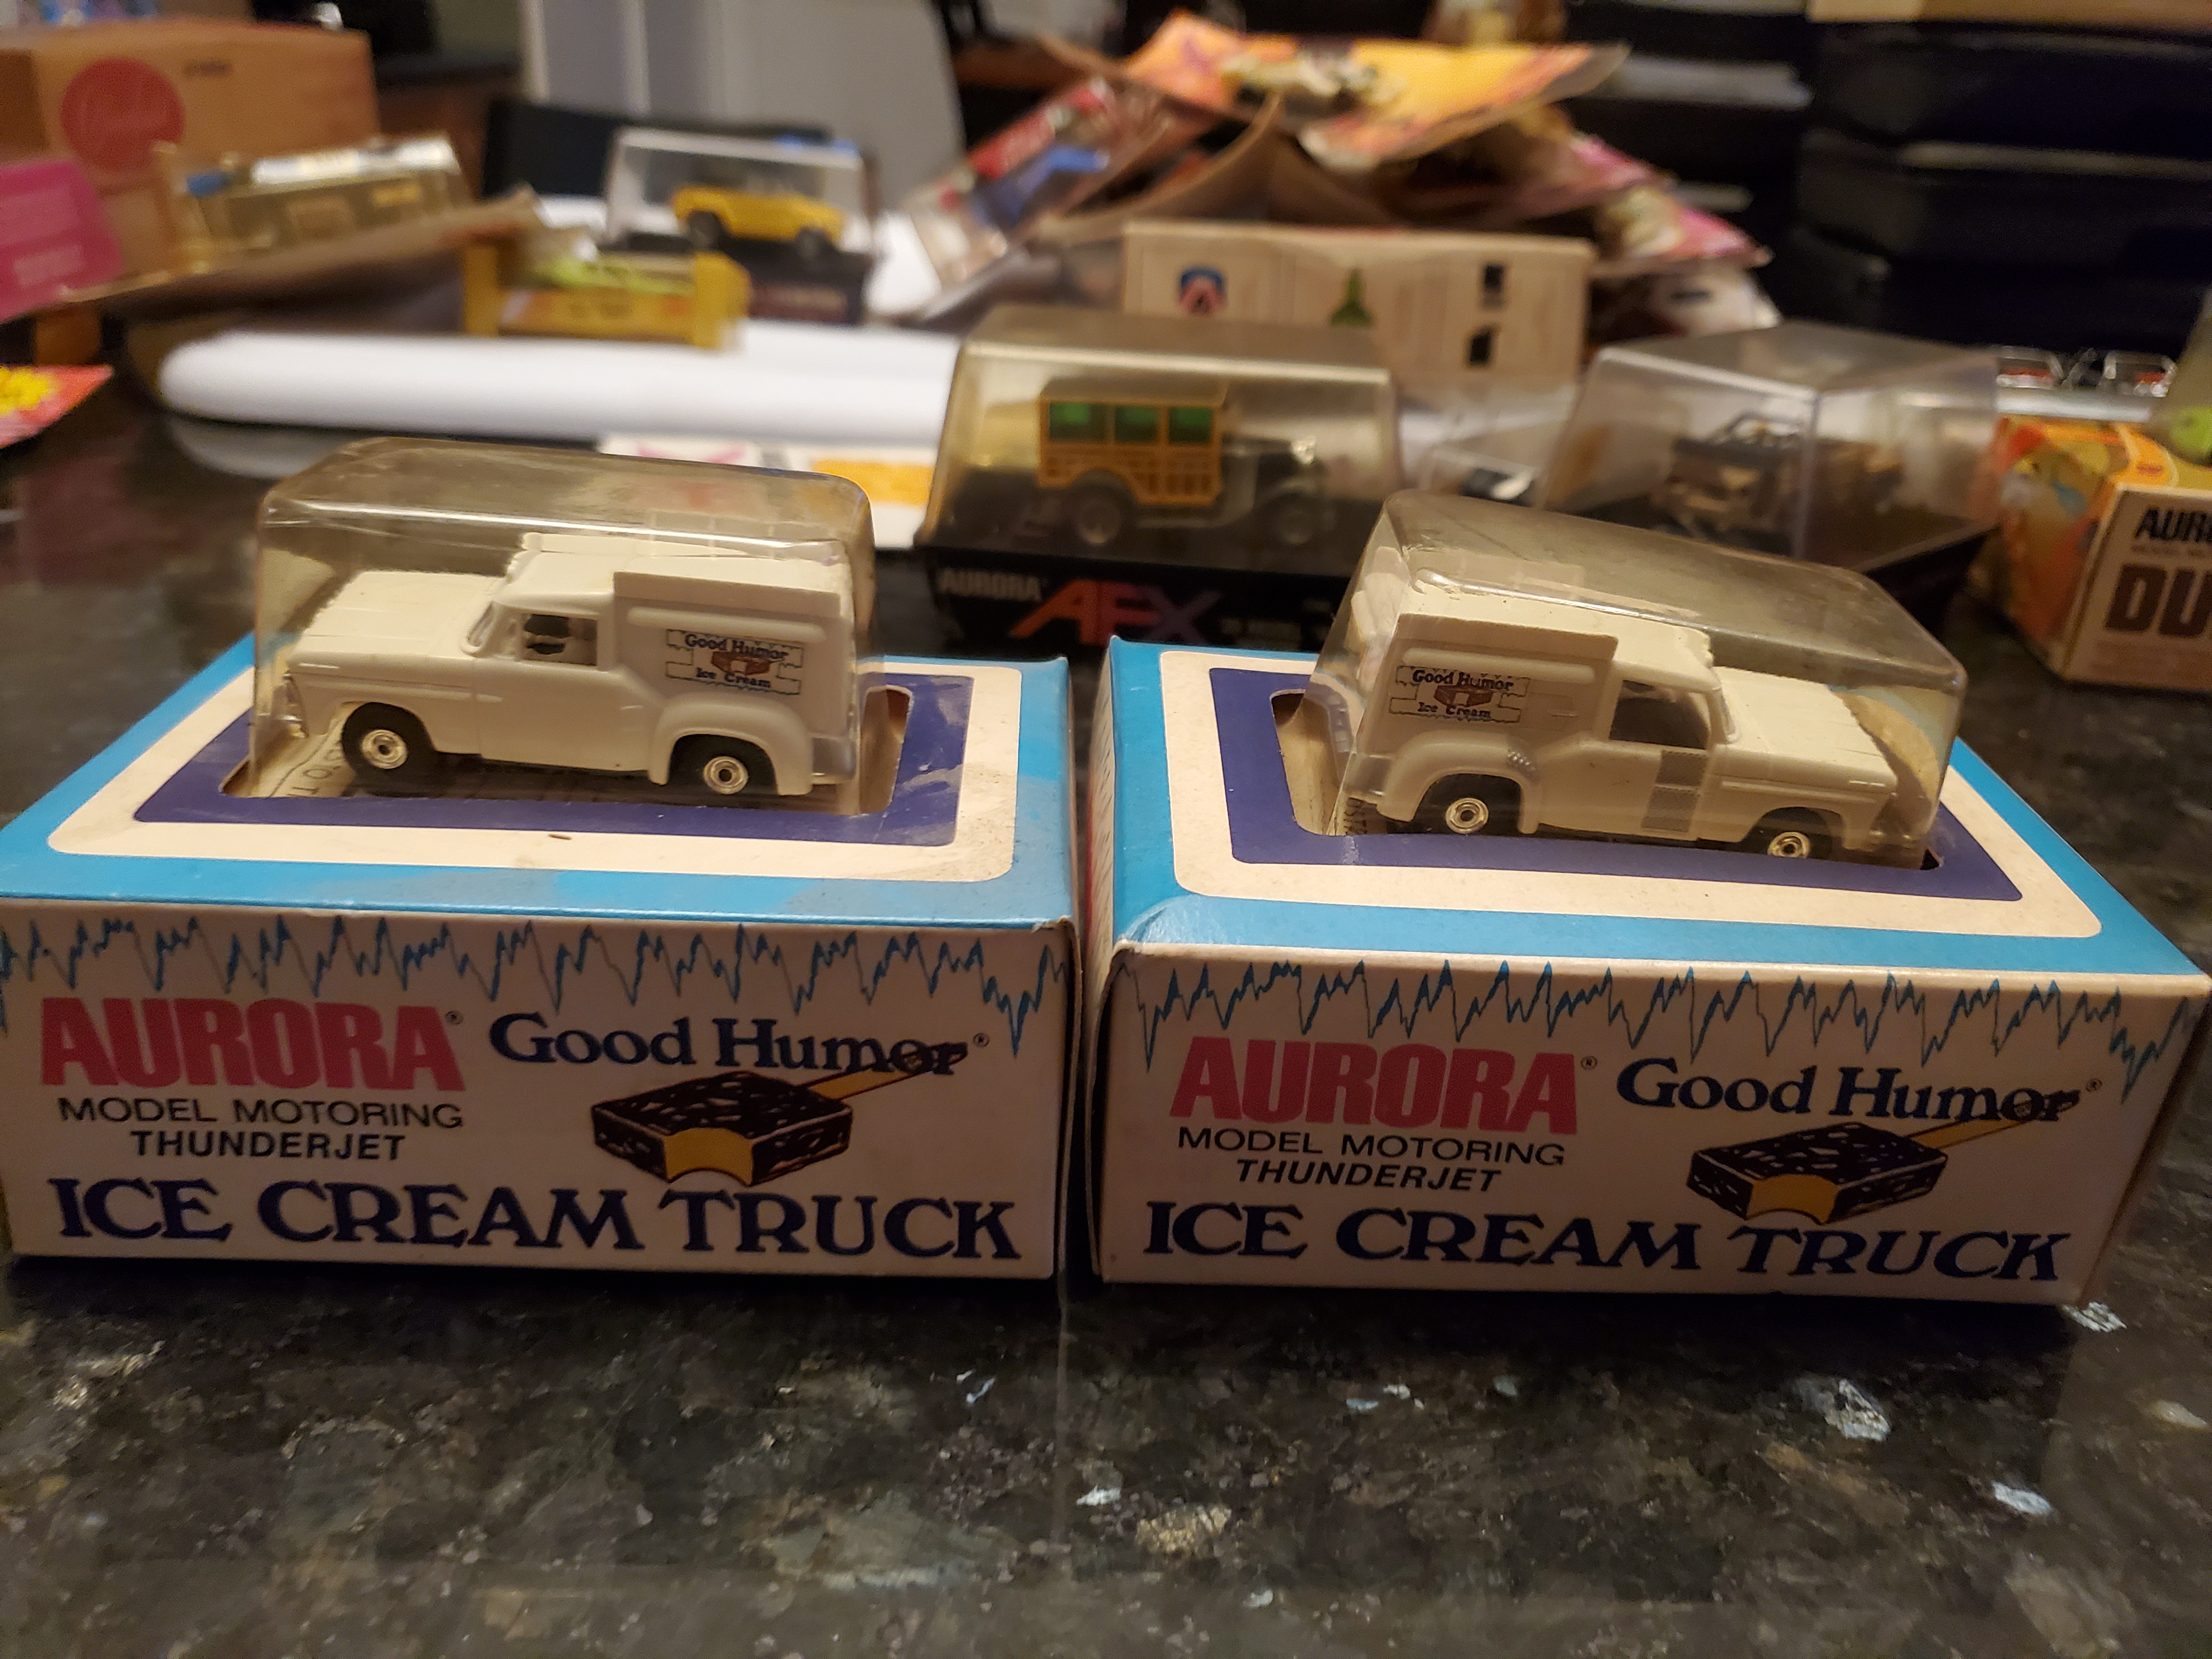 Good Humor
Ice Cream
Good Humor
Ice Cream
AURORA
AFX
AUR
DU
AURORA®
MODEL MOTORING
THUNDERJET
Good Humor®
ICE CREAM TRUCK
AURORA®
MODEL MOTORING
THUNDERJET
Good Humor®
ICE CREAM TRUCK